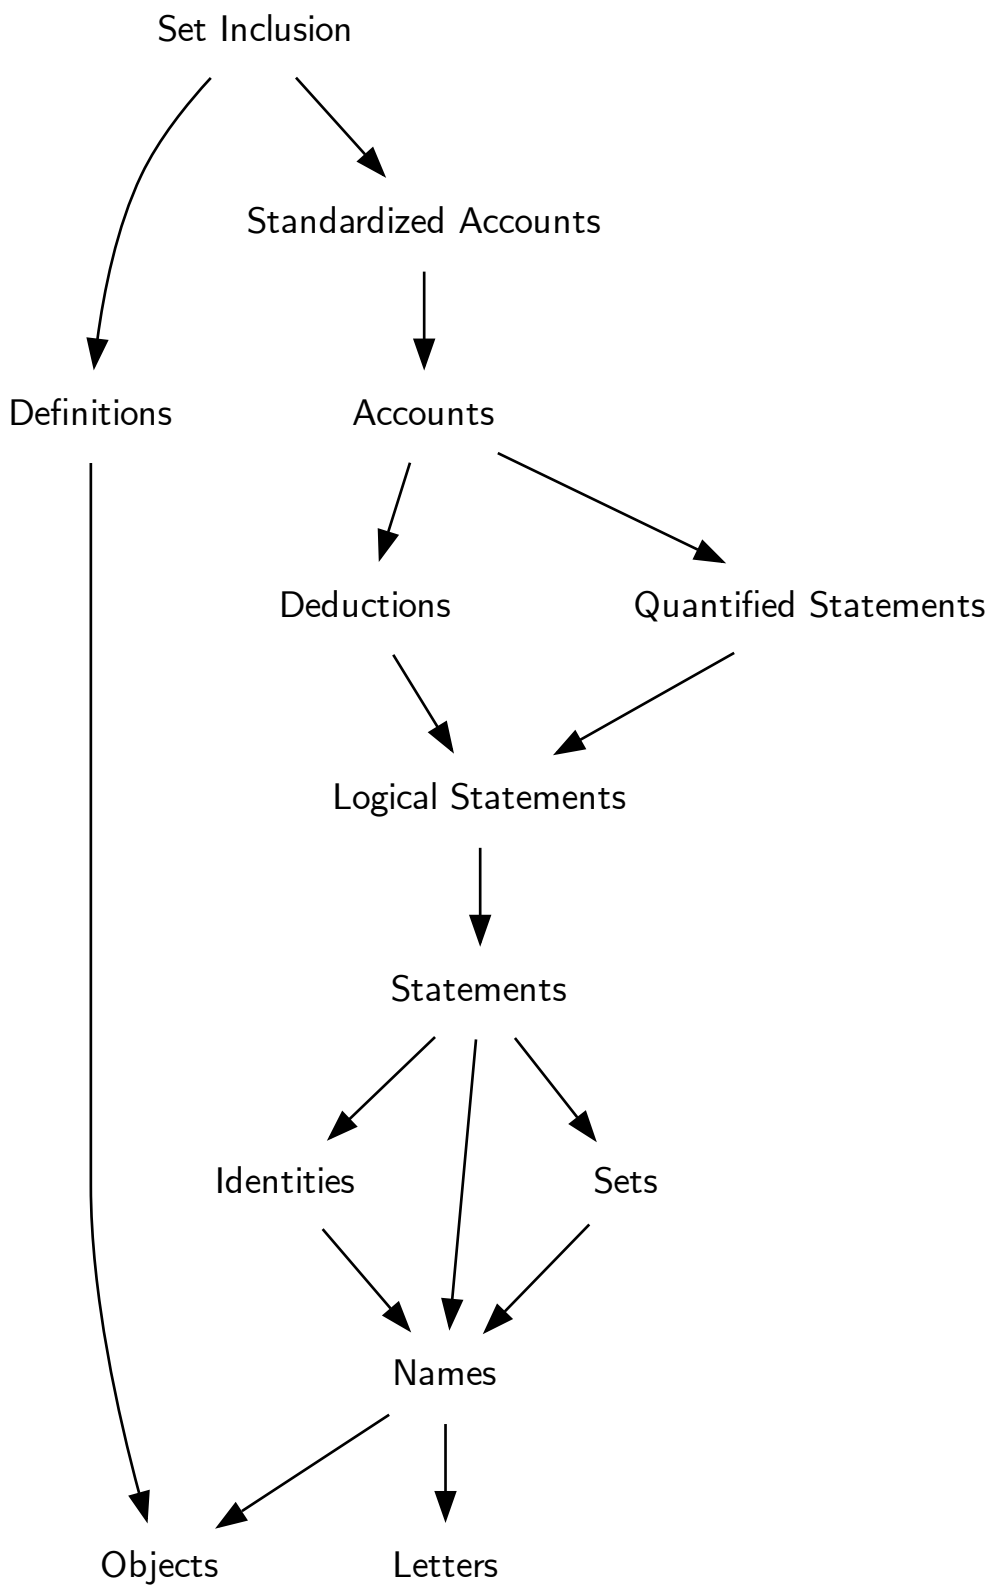 Set Inclusion
Standardized Accounts
Definitions
Accounts
Deductions
Quantified Statements
Logical Statements
Statements
Identities
Sets
Names
Objects
Letters